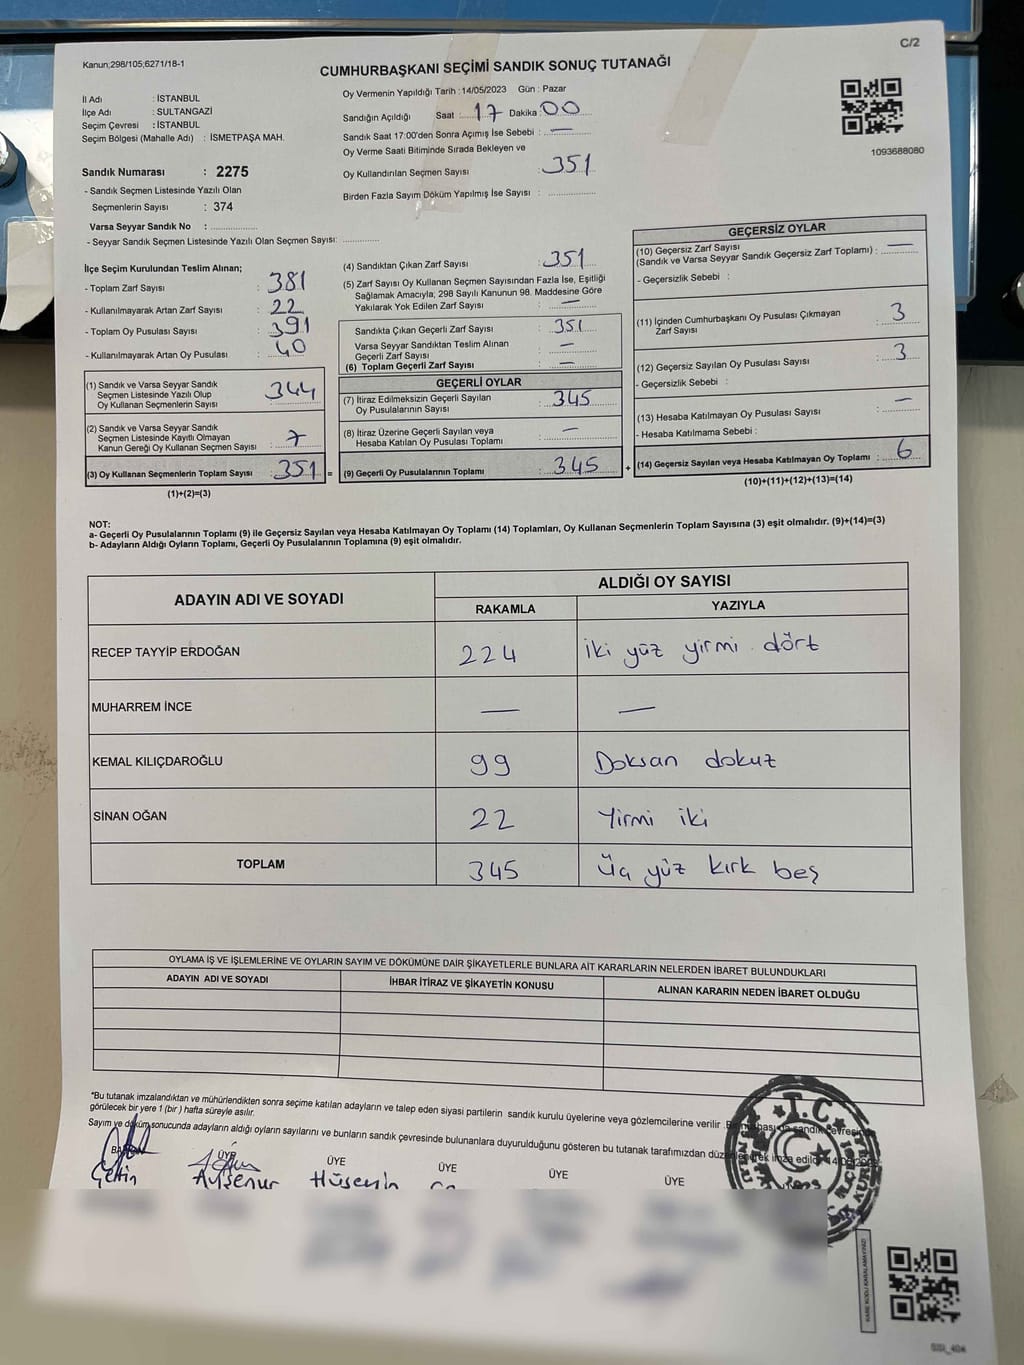 C/2
Kanun;298/105;6271/18-1
CUMHURBAŞKANI SEÇİMİ SANDIK SONUÇ TUTANAĞI
İl Adı : İSTANBUL
İlçe Adı : SULTANGAZİ
Seçim Çevresi : İSTANBUL
Seçim Bölgesi (Mahalle Adı) : İSMETPAŞA MAH.
Sandık Numarası : 2275
- Sandık Seçmen Listesinde Yazılı Olan
Seçmenlerin Sayısı : 374
Varsa Seyyar Sandık No :
- Seyyar Sandık Seçmen Listesinde Yazılı Olan Seçmen Sayısı:
Oy Vermenin Yapıldığı Tarih : 14/05/2023 Gün : Pazar
Sandığın Açıldığı Saat : 17 Dakika : 00
Sandık Saat 17:00'den Sonra Açımış İse Sebebi : —
Oy Verme Saati Bitiminde Sırada Bekleyen ve
Oy Kullandırılan Seçmen Sayısı : 351
Birden Fazla Sayım Döküm Yapılmış İse Sayısı :
1093688080
İlçe Seçim Kurulundan Teslim Alınan;
- Toplam Zarf Sayısı : 381
- Kullanılmayarak Artan Zarf Sayısı : 22
- Toplam Oy Pusulası Sayısı : 391
- Kullanılmayarak Artan Oy Pusulası : 40
(1) Sandık ve Varsa Seyyar Sandık
Seçmen Listesinde Yazılı Olup
Oy Kullanan Seçmenlerin Sayısı : 344
(2) Sandık ve Varsa Seyyar Sandık
Seçmen Listesinde Kayıtlı Olmayan
Kanun Gereği Oy Kullanan Seçmen Sayısı : 7
(3) Oy Kullanan Seçmenlerin Toplam Sayısı : 351 =
(1)+(2)=(3)
(4) Sandıktan Çıkan Zarf Sayısı : 351
(5) Zarf Sayısı Oy Kullanan Seçmen Sayısından Fazla İse, Eşitliği
Sağlamak Amacıyla; 298 Sayılı Kanunun 98. Maddesine Göre
Yakılarak Yok Edilen Zarf Sayısı : —
Sandıkta Çıkan Geçerli Zarf Sayısı : 351
Varsa Seyyar Sandıktan Teslim Alınan
Geçerli Zarf Sayısı : —
(6) Toplam Geçerli Zarf Sayısı : —
GEÇERLİ OYLAR
(7) İtiraz Edilmeksizin Geçerli Sayılan
Oy Pusulalarının Sayısı : 345
(8) İtiraz Üzerine Geçerli Sayılan veya
Hesaba Katılan Oy Pusulası Toplamı : —
(9) Geçerli Oy Pusulalarının Toplamı : 345 +
GEÇERSİZ OYLAR
(10) Geçersiz Zarf Sayısı
(Sandık ve Varsa Seyyar Sandık Geçersiz Zarf Toplamı) : —
- Geçersizlik Sebebi :
(11) İçinden Cumhurbaşkanı Oy Pusulası Çıkmayan
Zarf Sayısı : 3
(12) Geçersiz Sayılan Oy Pusulası Sayısı : 3
- Geçersizlik Sebebi :
(13) Hesaba Katılmayan Oy Pusulası Sayısı : —
- Hesaba Katılmama Sebebi :
(14) Geçersiz Sayılan veya Hesaba Katılmayan Oy Toplamı : 6
(10)+(11)+(12)+(13)=(14)
NOT:
a- Geçerli Oy Pusulalarının Toplamı (9) ile Geçersiz Sayılan veya Hesaba Katılmayan Oy Toplamı (14) Toplamları, Oy Kullanan Seçmenlerin Toplam Sayısına (3) eşit olmalıdır. (9)+(14)=(3)
b- Adayların Aldığı Oyların Toplamı, Geçerli Oy Pusulalarının Toplamına (9) eşit olmalıdır.
ADAYIN ADI VE SOYADI
ALDIĞI OY SAYISI
RAKAMLA YAZIYLA
RECEP TAYYİP ERDOĞAN 224 iki yüz yirmi dört
MUHARREM İNCE — —
KEMAL KILIÇDAROĞLU 99 Doksan dokuz
SİNAN OĞAN 22 Yirmi iki
TOPLAM 345 Üç yüz kırk beş
OYLAMA İŞ VE İŞLEMLERİNE VE OYLARIN SAYIM VE DÖKÜMÜNE DAİR ŞİKAYETLERLE BUNLARA AİT KARARLARIN NELERDEN İBARET BULUNDUKLARI
ADAYIN ADI VE SOYADI İHBAR İTİRAZ VE ŞİKAYETİN KONUSU ALINAN KARARIN NEDEN İBARET OLDUĞU
*Bu tutanak imzalandıktan ve mühürlendikten sonra seçime katılan adayların ve talep eden siyasi partilerin sandık kurulu üyelerine veya gözlemcilerine verilir.
görülecek bir yere 1 (bir ) hafta süreyle asılır.
Sayım ve döküm sonucunda adayların aldığı oyların sayılarını ve bunların sandık çevresinde bulunanlara duyurulduğunu gösteren bu tutanak tarafımızdan
T.C.
ÜYE ÜYE ÜYE ÜYE ÜYE
Çetin Ayşenur Hüseyin
KARE KODU KARALAMAYINIZ!
SSI_40A